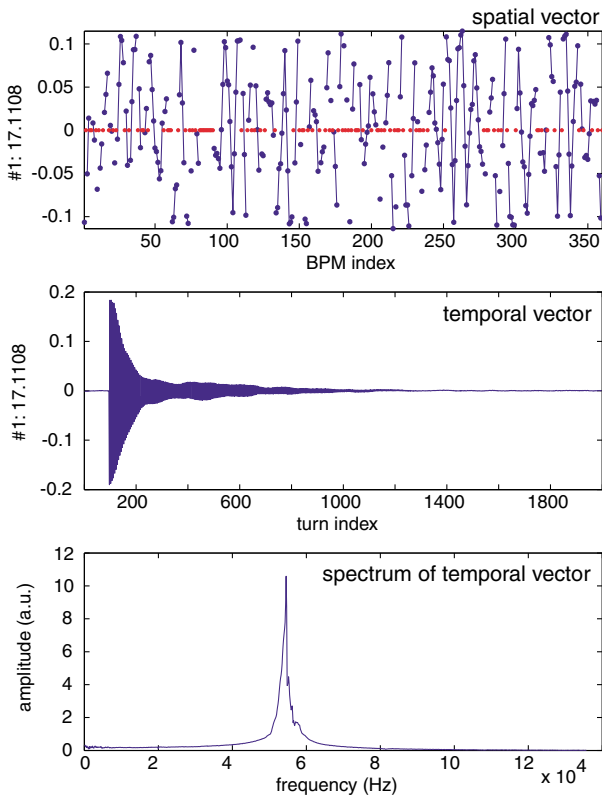 spatial vector
0.1
0.05
0
-0.05
-0.1
#1: 17.1108
50 100 150 200 250 300 350
BPM index
temporal vector
0.2
0.1
0
-0.1
-0.2
#1: 17.1108
200 600 1000 1400 1800
turn index
spectrum of temporal vector
12
10
8
6
4
2
0
amplitude (a.u.)
0 2 4 6 8 10 12
x 10^4
frequency (Hz)